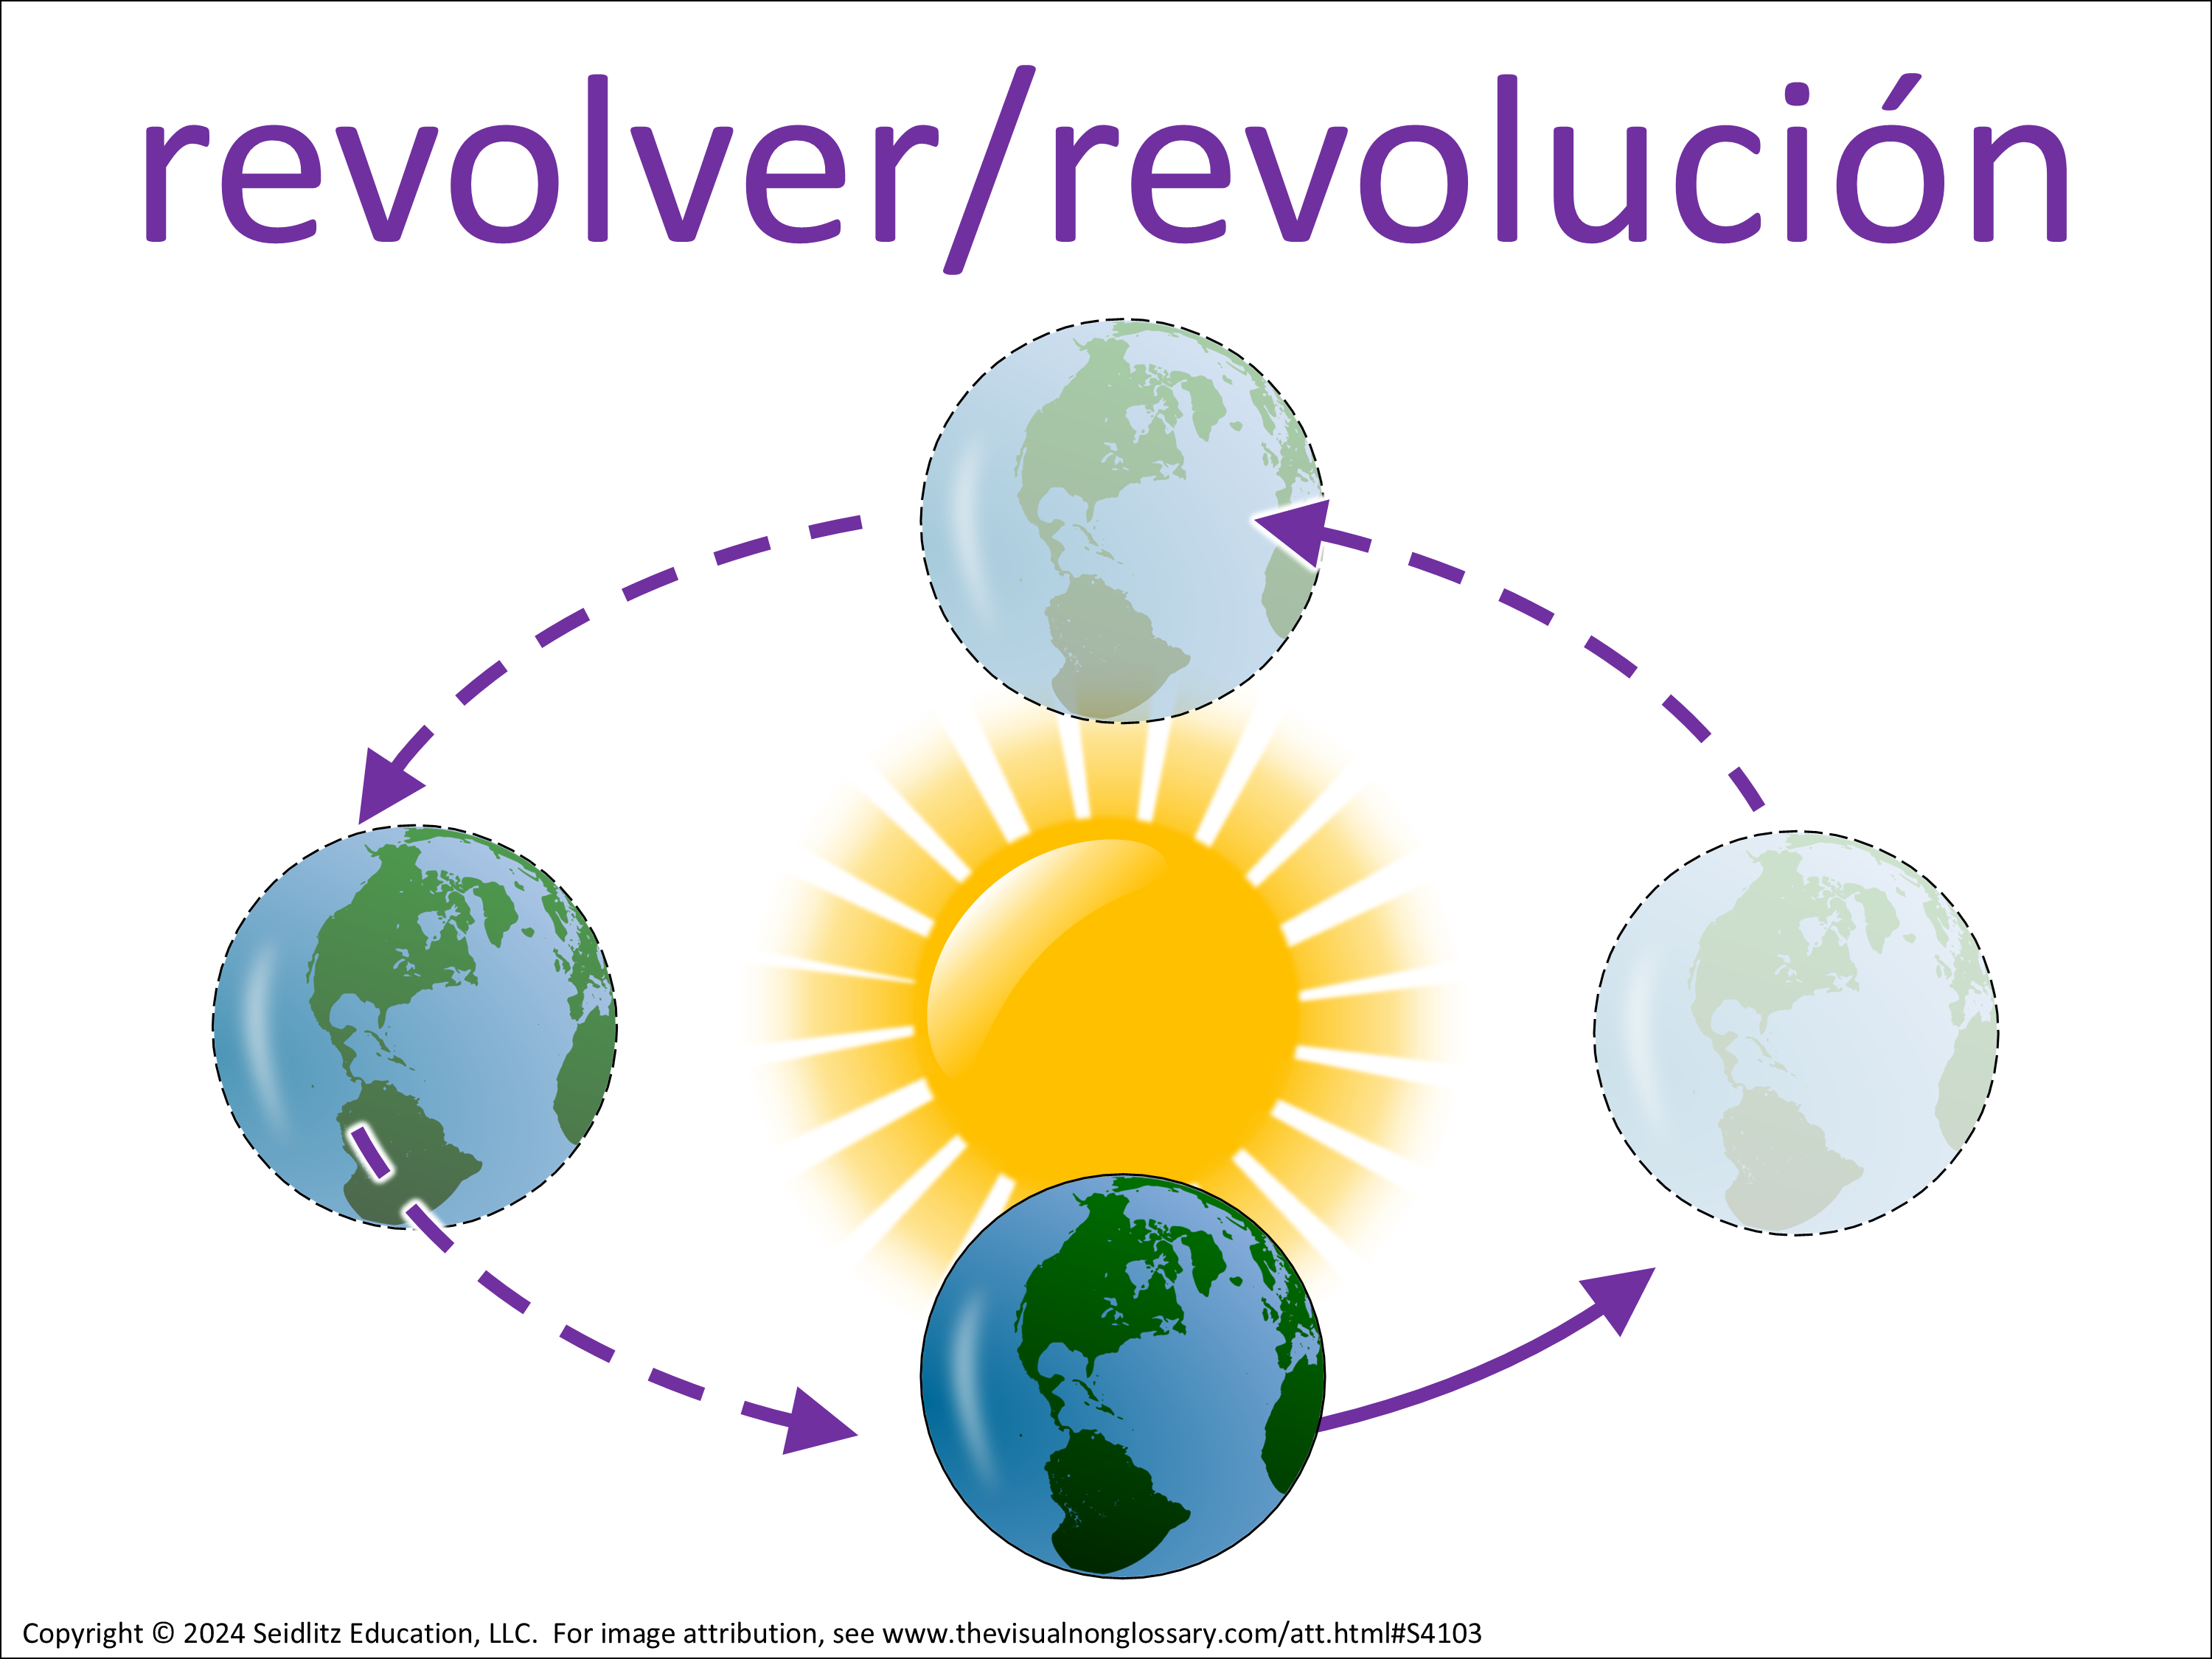 revolver/revolución
Copyright © 2024 Seidlitz Education, LLC.  For image attribution, see www.thevisualnonglossary.com/att.html#S4103